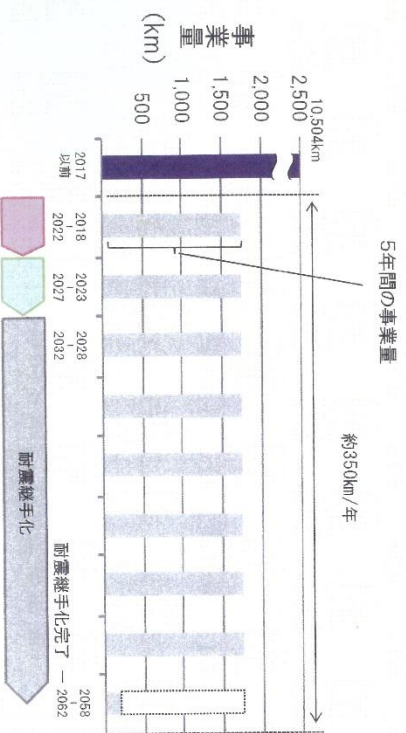 5年間の事業量
約350km/年
事業量
(km)
10,504km
2,500
2,000
1,500
1,000
500
2017
以前
2018
|
2022
2023
|
2027
2028
|
2032
耐震継手化完了
2058
|
2062
耐震継手化